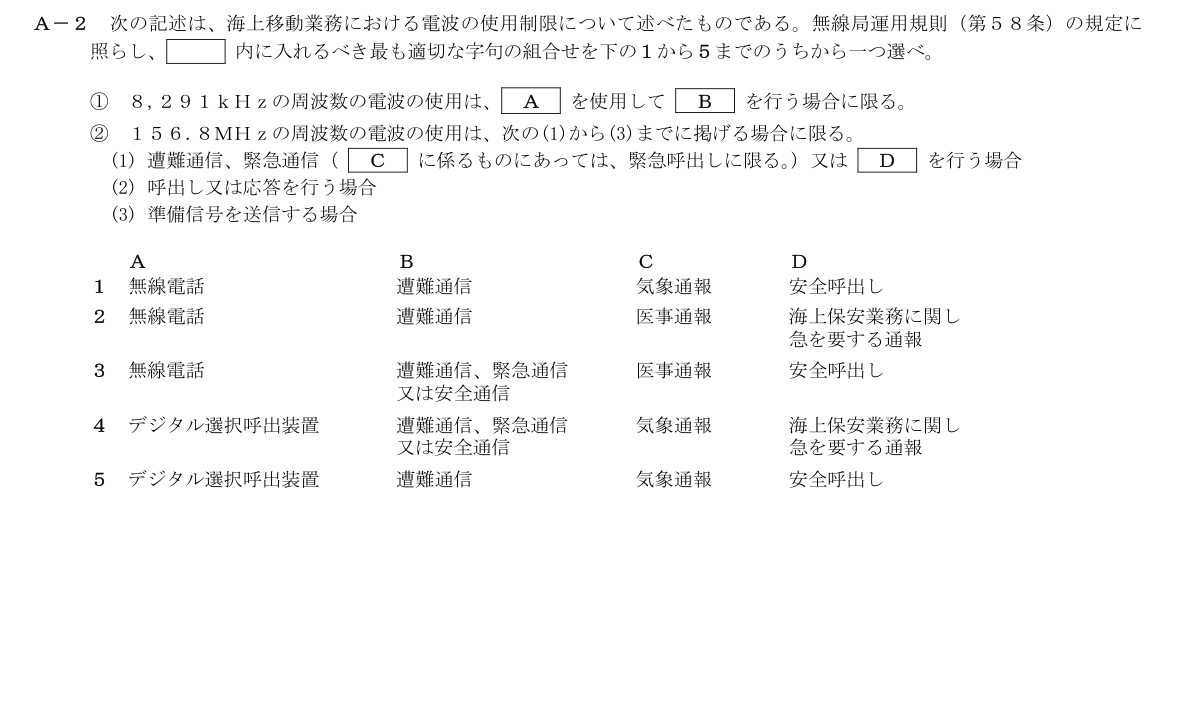 Ａ－２　次の記述は、海上移動業務における電波の使用制限について述べたものである。無線局運用規則（第５８条）の規定に
照らし、　　　内に入れるべき最も適切な字句の組合せを下の１から５までのうちから一つ選べ。
①　８，２９１ｋＨｚの周波数の電波の使用は、 Ａ を使用して Ｂ を行う場合に限る。
②　１５６．８ＭＨｚの周波数の電波の使用は、次の(1)から(3)までに掲げる場合に限る。
(1) 遭難通信、緊急通信（ Ｃ に係るものにあっては、緊急呼出しに限る。）又は Ｄ を行う場合
(2) 呼出し又は応答を行う場合
(3) 準備信号を送信する場合
Ａ　Ｂ　Ｃ　Ｄ
１　無線電話　遭難通信　気象通報　安全呼出し
２　無線電話　遭難通信　医事通報　海上保安業務に関し
急を要する通報
３　無線電話　遭難通信、緊急通信　医事通報　安全呼出し
又は安全通信
４　デジタル選択呼出装置　遭難通信、緊急通信　気象通報　海上保安業務に関し
又は安全通信　急を要する通報
５　デジタル選択呼出装置　遭難通信　気象通報　安全呼出し